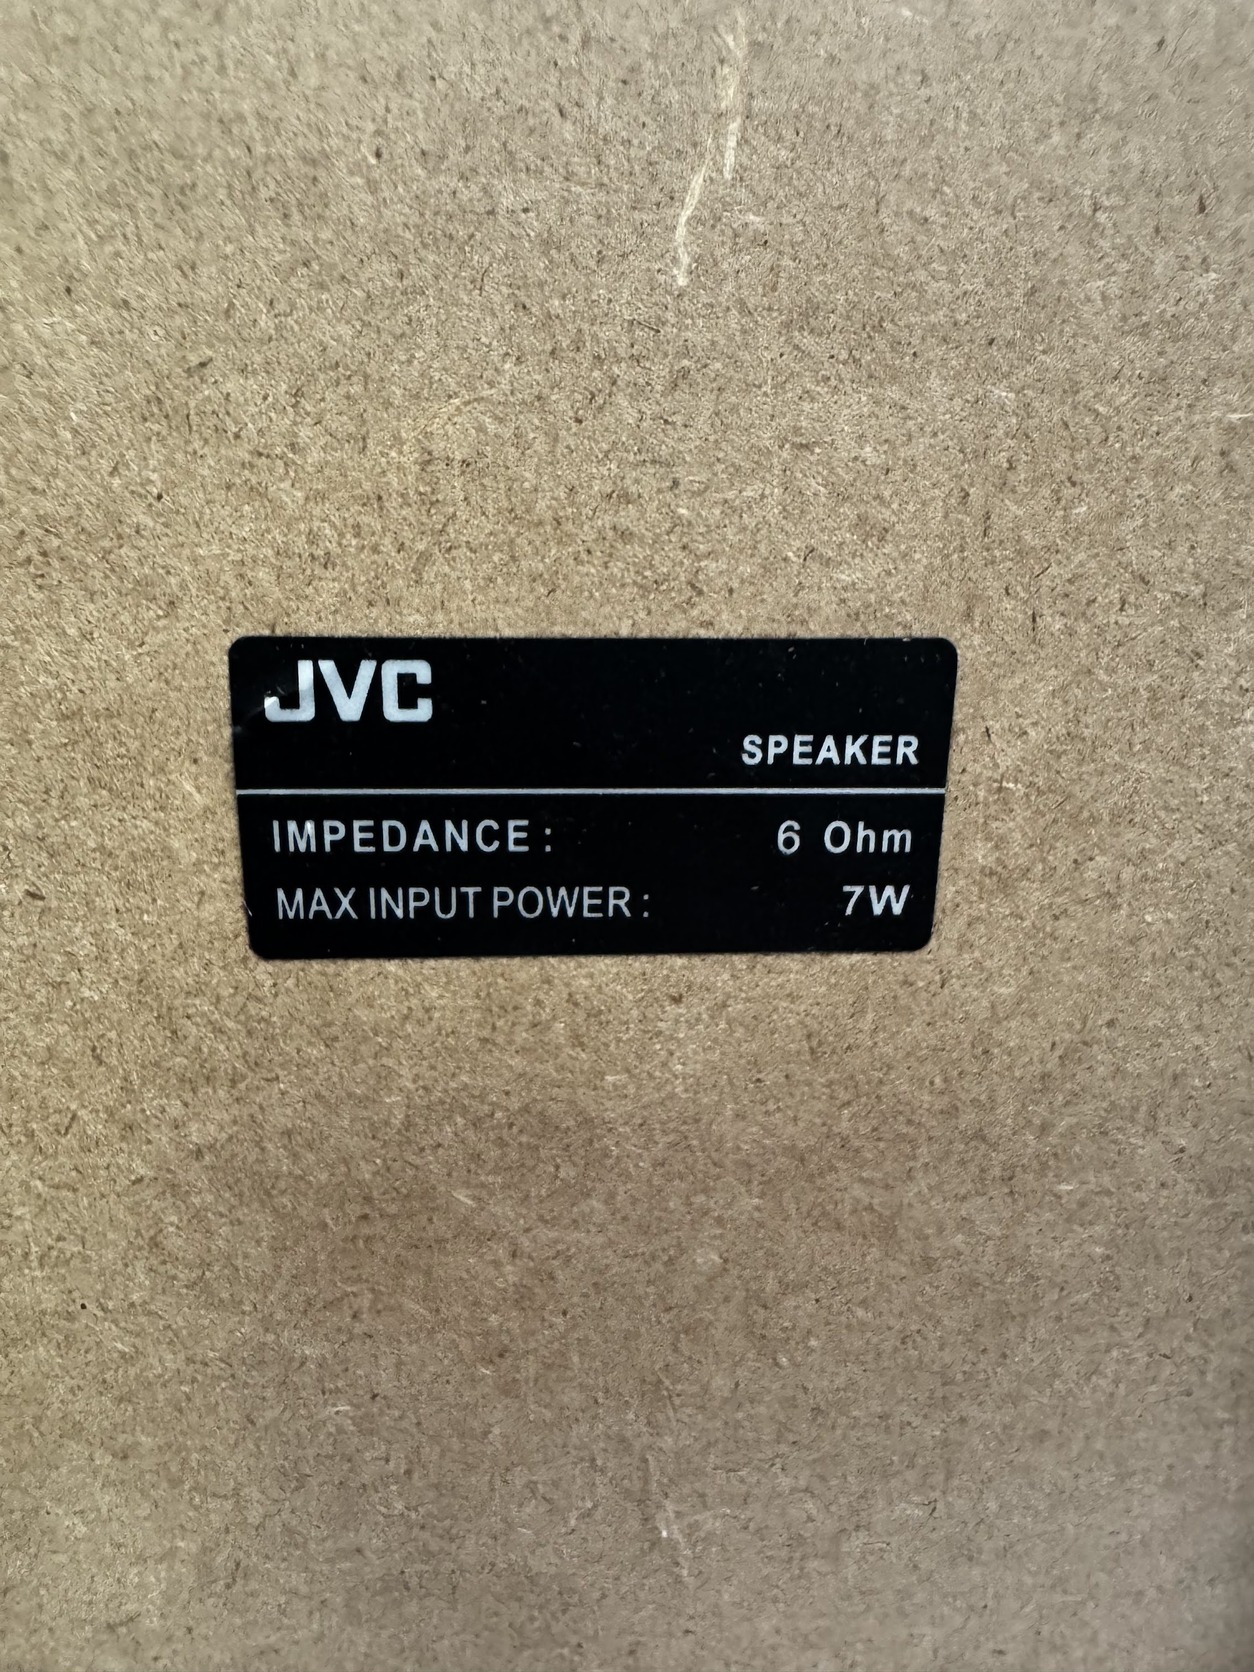 JVC
SPEAKER
IMPEDANCE : 6 Ohm
MAX INPUT POWER : 7W